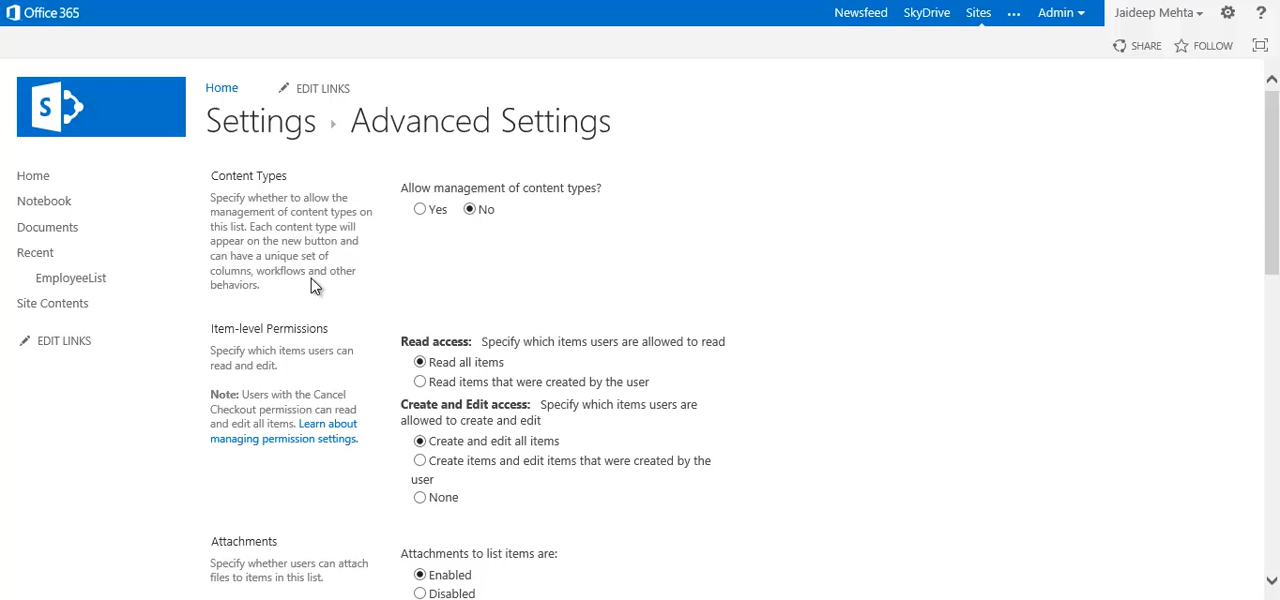 Office 365 Newsfeed SkyDrive Sites ... Admin Jaideep Mehta ?
SHARE FOLLOW
S
Home EDIT LINKS
Settings Advanced Settings
Home
Notebook
Documents
Recent
EmployeeList
Site Contents
EDIT LINKS
Content Types
Specify whether to allow the
management of content types on
this list. Each content type will
appear on the new button and
can have a unique set of
columns, workflows and other
behaviors.
Allow management of content types?
Yes No
Item-level Permissions
Specify which items users can
read and edit.
Note: Users with the Cancel
Checkout permission can read
and edit all items. Learn about
managing permission settings.
Read access: Specify which items users are allowed to read
Read all items
Read items that were created by the user
Create and Edit access: Specify which items users are
allowed to create and edit
Create and edit all items
Create items and edit items that were created by the
user
None
Attachments
Specify whether users can attach
files to items in this list.
Attachments to list items are:
Enabled
Disabled